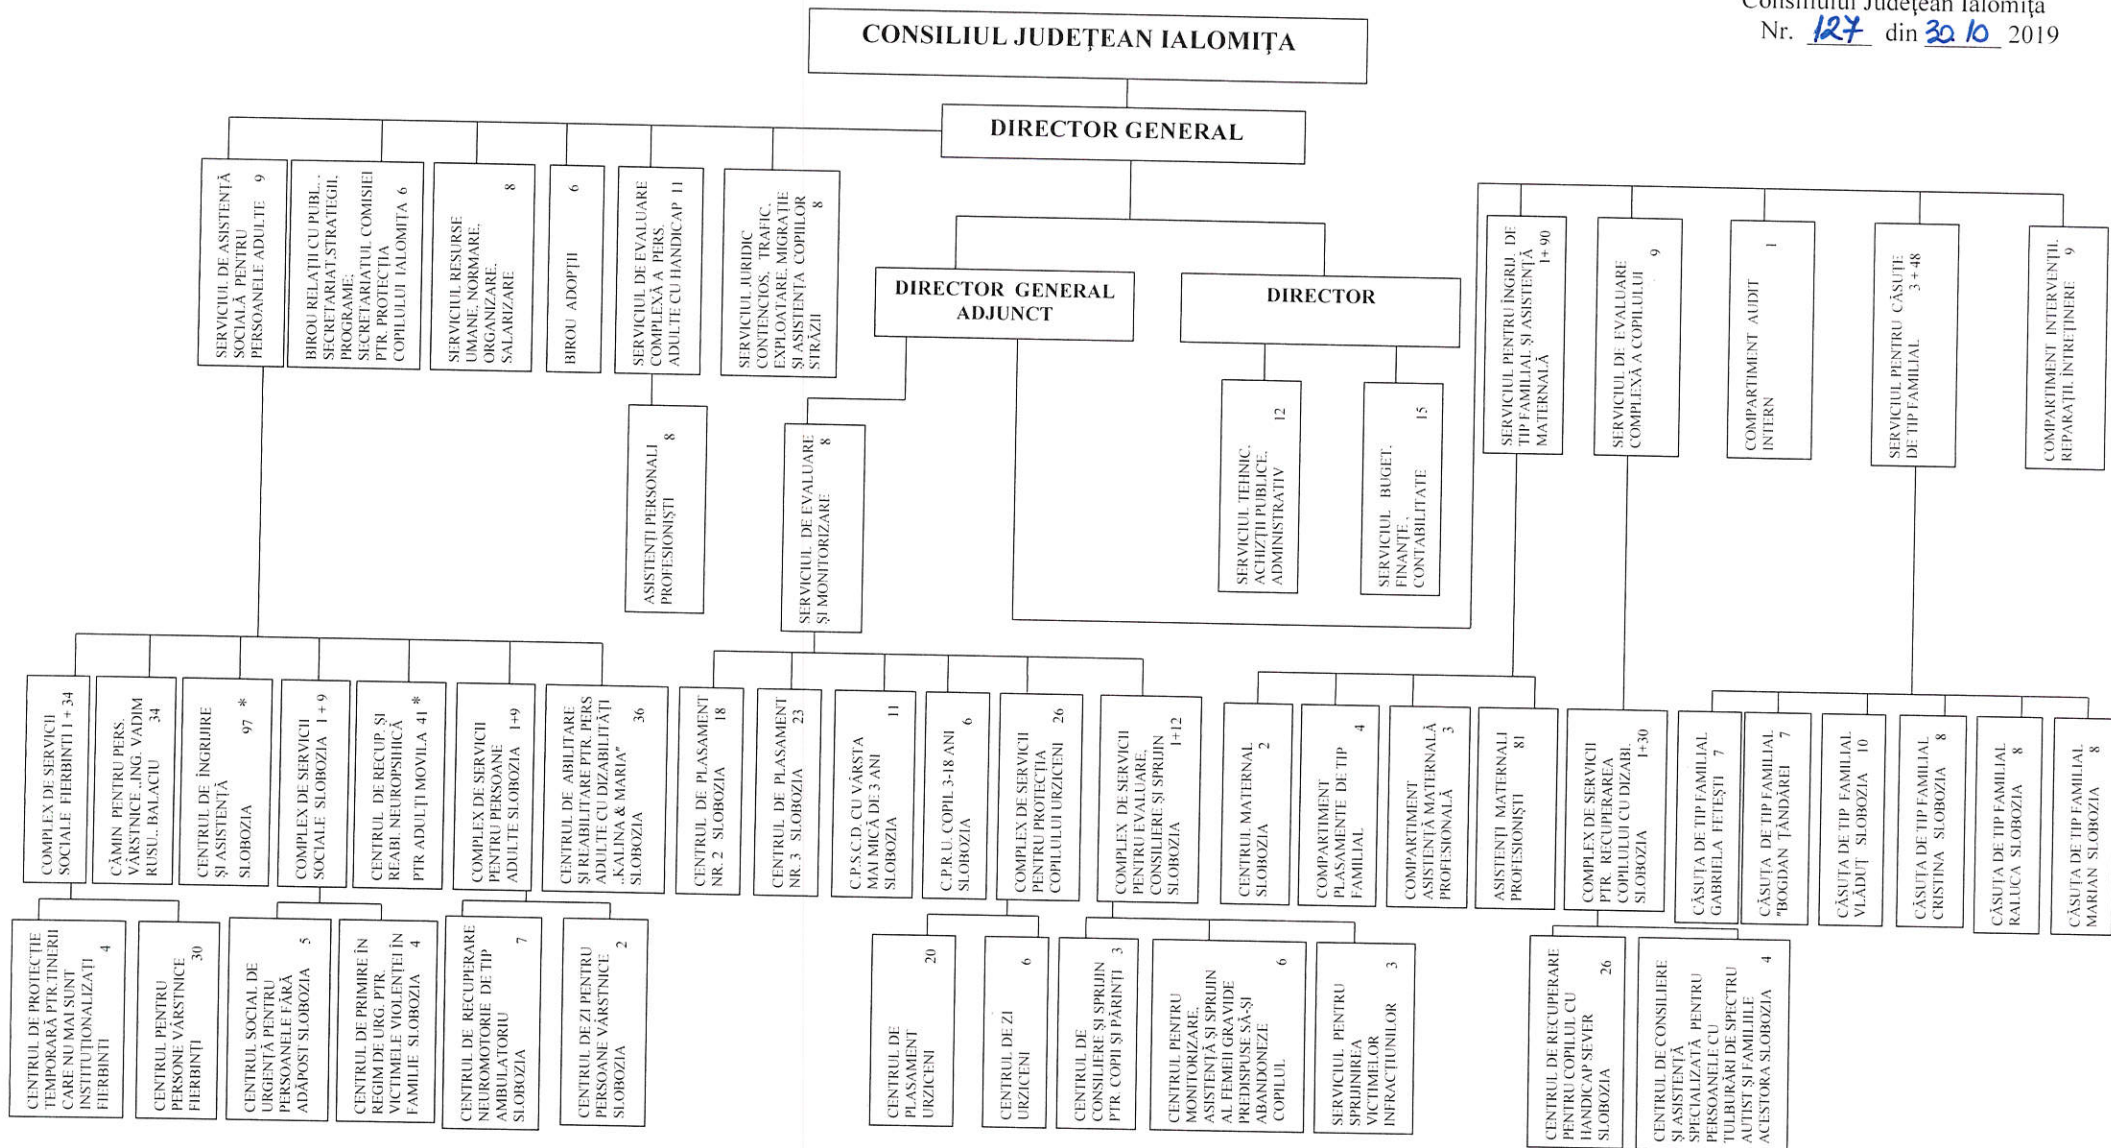 Consiliului Județean Ialomița
Nr. 127 din 30.10 2019
CONSILIUL JUDEȚEAN IALOMIȚA
DIRECTOR GENERAL
SERVICIUL DE ASISTENȚĂ
SOCIALĂ PENTRU
PERSOANELE ADULTE 9
BIROU RELAȚII CU PUBL..
SECRETARIAT,STRATEGII,
PROGRAME,
SECRETARIATUL COMISIEI
PTR. PROTECȚIA
COPILULUI IALOMIȚA 6
SERVICIUL RESURSE
UMANE, NORMARE,
ORGANIZARE,
SALARIZARE 8
BIROU ADOPȚII 6
SERVICIUL DE EVALUARE
COMPLEXĂ A PERS.
ADULTE CU HANDICAP 11
SERVICIUL JURIDIC
CONTENCIOS, TRAFIC,
EXPLOATARE, MIGRAȚIE
ȘI ASISTENȚA COPIILOR
STRĂZII 8
DIRECTOR GENERAL
ADJUNCT
DIRECTOR
SERVICIUL PENTRU ÎNGRIJ. DE
TIP FAMILIAL ȘI ASISTENȚĂ
MATERNALĂ 1+90
SERVICIUL DE EVALUARE
COMPLEXĂ A COPILULUI 9
COMPARTIMENT AUDIT
INTERN 1
SERVICIUL PENTRU CĂSUȚE
DE TIP FAMILIAL 3 + 48
COMPARTIMENT INTERVENȚII,
REPARAȚII, ÎNTREȚINERE 9
ASISTENȚI PERSONALI
PROFESIONIȘTI 8
SERVICIUL DE EVALUARE
ȘI MONITORIZARE 8
SERVICIUL TEHNIC,
ACHIZIȚII PUBLICE,
ADMINISTRATIV 12
SERVICIUL BUGET,
FINANȚE ,
CONTABILITATE 15
COMPLEX DE SERVICII
SOCIALE FIERBINTI 1 + 34
CĂMIN PENTRU PERS.
VÂRSTNICE „ING. VADIM
RUSU„ BALACIU 34
CENTRUL DE ÎNGRIJIRE
ȘI ASISTENȚĂ
SLOBOZIA 97 *
COMPLEX DE SERVICII
SOCIALE SLOBOZIA 1 +9
CENTRUL DE RECUP. ȘI
REABI. NEUROPSIHICĂ
PTR ADULȚI MOVILA 41 *
COMPLEX DE SERVICII
PENTRU PERSOANE
ADULTE SLOBOZIA 1+9
CENTRUL DE ABILITARE
ȘI REABILITARE PTR. PERS
ADULTE CU DIZABILITĂȚI
„KALINA & MARIA”
SLOBOZIA 36
CENTRUL DE PLASAMENT
NR. 2 SLOBOZIA 18
CENTRUL DE PLASAMENT
NR. 3 SLOBOZIA 23
C.P.S.C.D. CU VÂRSTA
MAI MICĂ DE 3 ANI
SLOBOZIA 11
C.P.R.U. COPIL 3-18 ANI
SLOBOZIA 6
COMPLEX DE SERVICII
PENTRU PROTECȚIA
COPILULUI URZICENI 26
COMPLEX DE SERVICII
PENTRU EVALUARE,
CONSILIERE ȘI SPRIJIN
SLOBOZIA 1+12
CENTRUL MATERNAL
SLOBOZIA 2
COMPARTIMENT
PLASAMENTE DE TIP
FAMILIAL 4
COMPARTIMENT
ASISTENȚĂ MATERNALĂ
PROFESIONALĂ 3
ASISTENȚI MATERNALI
PROFESIONIȘTI 81
COMPLEX DE SERVICII
PTR. RECUPERAREA
COPILULUI CU DIZABI.
SLOBOZIA 1+30
CĂSUȚA DE TIP FAMILIAL
GABRIELA FETEȘTI 7
CĂSUȚA DE TIP FAMILIAL
"BOGDAN ȚĂNDĂREI 7
CĂSUȚA DE TIP FAMILIAL
VLĂDUȚ SLOBOZIA 10
CĂSUȚA DE TIP FAMILIAL
CRISTINA SLOBOZIA 8
CĂSUȚA DE TIP FAMILIAL
RALUCA SLOBOZIA 8
CĂSUȚA DE TIP FAMILIAL
MARIAN SLOBOZIA 8
CENTRUL DE PROTECȚIE
TEMPORARĂ PTR.TINERII
CARE NU MAI SUNT
INSTITUȚIONALIZAȚI
FIERBINTI 4
CENTRUL PENTRU
PERSONE VÂRSTNICE
FIERBINȚI 30
CENTRUL SOCIAL DE
URGENȚĂ PENTRU
PERSOANELE FĂRĂ
ADĂPOST SLOBOZIA 5
CENTRUL DE PRIMIRE ÎN
REGIM DE URG. PTR.
VICTIMELE VIOLENȚEI ÎN
FAMILIE SLOBOZIA 4
CENTRUL DE RECUPERARE
NEUROMOTORIE DE TIP
AMBULATORIU
SLOBOZIA 7
CENTRUL DE ZI PENTRU
PERSOANE VÂRSTNICE
SLOBOZIA 2
CENTRUL DE
PLASAMENT
URZICENI 20
CENTRUL DE ZI
URZICENI 6
CENTRUL DE
CONSILIERE ȘI SPRIJIN
PTR. COPII ȘI PĂRINȚI 3
CENTRUL PENTRU
MONITORIZARE,
ASISTENȚĂ ȘI SPRIJIN
AL FEMEII GRAVIDE
PREDISPUSE SĂ-ȘI
ABANDONEZE
COPILUL 6
SERVICIUL PENTRU
SPRIJINIREA
VICTIMELOR
INFRACȚIUNILOR 3
CENTRUL DE RECUPERARE
PENTRU COPILUL CU
HANDICAP SEVER
SLOBOZIA 26
CENTRUL DE CONSILIERE
ȘI ASISTENȚĂ
SPECIALIZATĂ PENTRU
PERSOANELE CU
TULBURĂRI DE SPECTRU
AUTIST ȘI FAMILIILE
ACESTORA SLOBOZIA 4